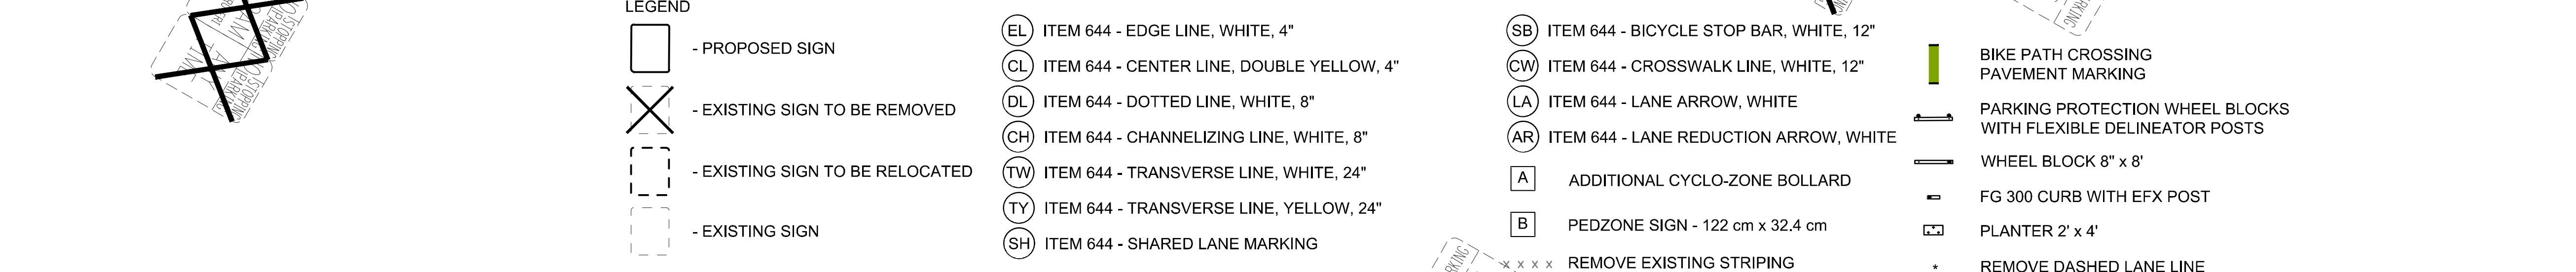 LEGEND
- PROPOSED SIGN
- EXISTING SIGN TO BE REMOVED
- EXISTING SIGN TO BE RELOCATED
- EXISTING SIGN
EL ITEM 644 - EDGE LINE, WHITE, 4"
CL ITEM 644 - CENTER LINE, DOUBLE YELLOW, 4"
DL ITEM 644 - DOTTED LINE, WHITE, 8"
CH ITEM 644 - CHANNELIZING LINE, WHITE, 8"
TW ITEM 644 - TRANSVERSE LINE, WHITE, 24"
TY ITEM 644 - TRANSVERSE LINE, YELLOW, 24"
SH ITEM 644 - SHARED LANE MARKING
SB ITEM 644 - BICYCLE STOP BAR, WHITE, 12"
CW ITEM 644 - CROSSWALK LINE, WHITE, 12"
LA ITEM 644 - LANE ARROW, WHITE
AR ITEM 644 - LANE REDUCTION ARROW, WHITE
A ADDITIONAL CYCLO-ZONE BOLLARD
B PEDZONE SIGN - 122 cm x 32.4 cm
x x x x REMOVE EXISTING STRIPING
BIKE PATH CROSSING
PAVEMENT MARKING
PARKING PROTECTION WHEEL BLOCKS
WITH FLEXIBLE DELINEATOR POSTS
WHEEL BLOCK 8" x 8'
FG 300 CURB WITH EFX POST
PLANTER 2' x 4'
* REMOVE DASHED LANE LINE